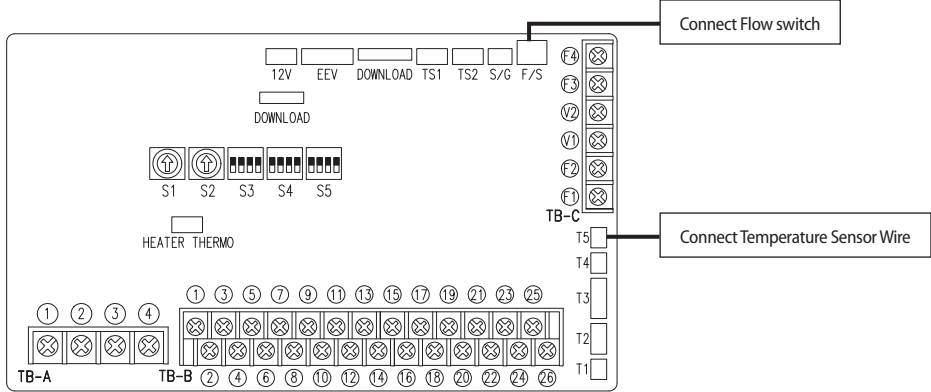 Connect Flow switch
12V EEV DOWNLOAD TS1 TS2 S/G F/S
DOWNLOAD
F4
F3
V2
V1
F2
F1
TB-C
S1 S2 S3 S4 S5
HEATER THERMO
T5
Connect Temperature Sensor Wire
T4
T3
T2
T1
1 2 3 4
TB-A
1 3 5 7 9 11 13 15 17 19 21 23 25
TB-B 2 4 6 8 10 12 14 16 18 20 22 24 26